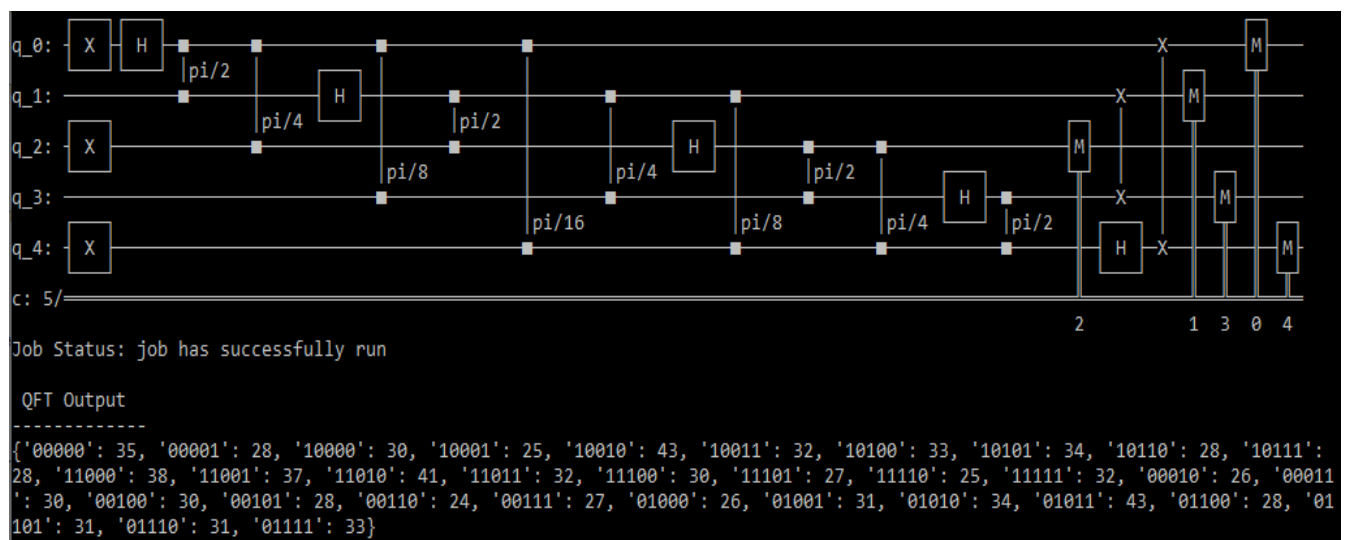 q_0: X H X M
pi/2
q_1: H X M
pi/4 pi/2
q_2: X H M
pi/8 pi/4 pi/2
q_3: H X M
pi/16 pi/8 pi/4 pi/2
q_4: X H X M
c: 5/
2 1 3 0 4
Job Status: job has successfully run
QFT Output
-------------
{'00000': 35, '00001': 28, '10000': 30, '10001': 25, '10010': 43, '10011': 32, '10100': 33, '10101': 34, '10110': 28, '10111':
28, '11000': 38, '11001': 37, '11010': 41, '11011': 32, '11100': 30, '11101': 27, '11110': 25, '11111': 32, '00010': 26, '00011
': 30, '00100': 30, '00101': 28, '00110': 24, '00111': 27, '01000': 26, '01001': 31, '01010': 34, '01011': 43, '01100': 28, '01
101': 31, '01110': 31, '01111': 33}